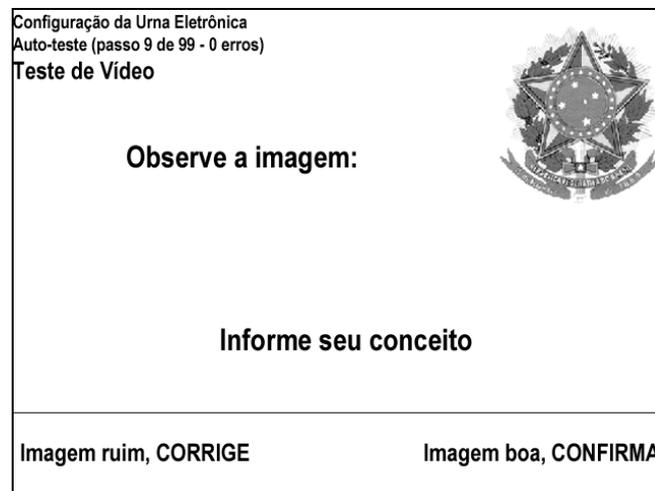 Configuração da Urna Eletrônica
Auto-teste (passo 9 de 99 - 0 erros)
Teste de Vídeo
Observe a imagem:
Informe seu conceito
Imagem ruim, CORRIGE
Imagem boa, CONFIRMA